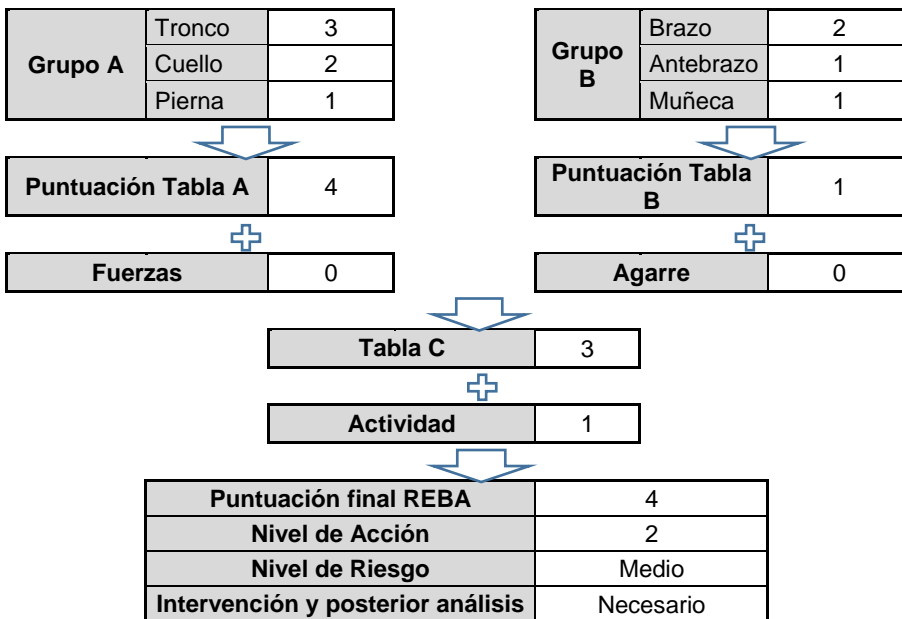 Grupo A
Tronco 3
Cuello 2
Pierna 1
Grupo
B
Brazo 2
Antebrazo 1
Muñeca 1
Puntuación Tabla A 4
Puntuación Tabla
B
1
Fuerzas 0
Agarre 0
Tabla C 3
Actividad 1
Puntuación final REBA 4
Nivel de Acción 2
Nivel de Riesgo Medio
Intervención y posterior análisis Necesario